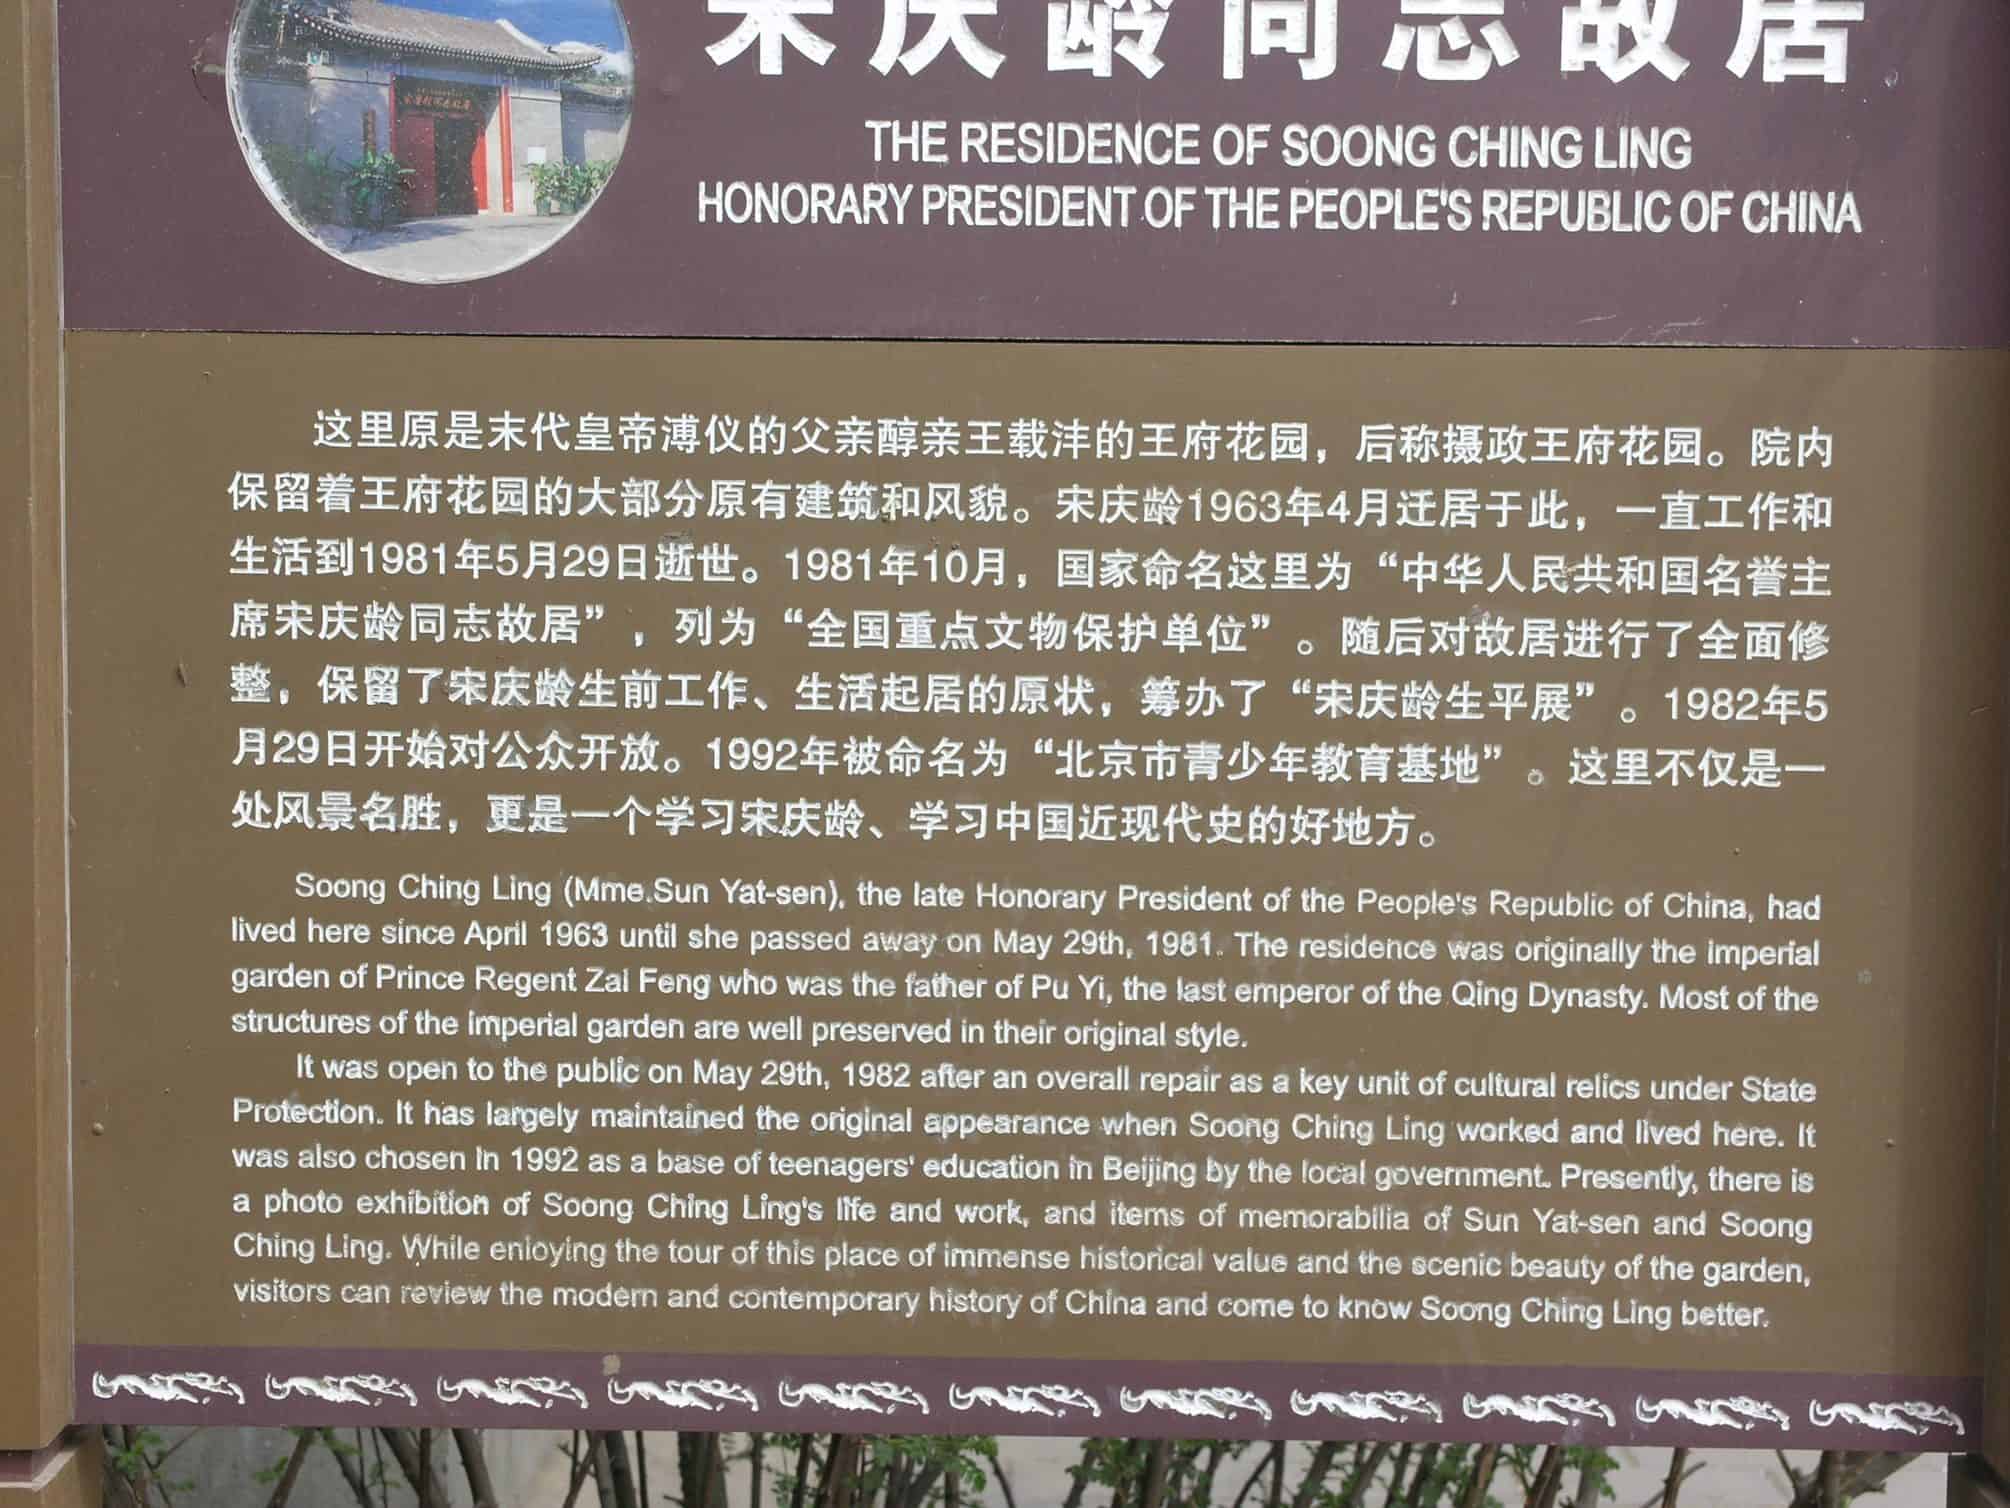 宋庆龄同志故居
THE RESIDENCE OF SOONG CHING LING
HONORARY PRESIDENT OF THE PEOPLE'S REPUBLIC OF CHINA
这里原是末代皇帝溥仪的父亲醇亲王载沣的王府花园，后称摄政王府花园。院内
保留着王府花园的大部分原有建筑和风貌。宋庆龄1963年4月迁居于此，一直工作和
生活到1981年5月29日逝世。1981年10月，国家命名这里为“中华人民共和国名誉主
席宋庆龄同志故居”，列为“全国重点文物保护单位”。随后对故居进行了全面修
整，保留了宋庆龄生前工作、生活起居的原状，筹办了“宋庆龄生平展”。1982年5
月29日开始对公众开放。1992年被命名为“北京市青少年教育基地”。这里不仅是一
处风景名胜，更是一个学习宋庆龄、学习中国近现代史的好地方。
Soong Ching Ling (Mme.Sun Yat-sen), the late Honorary President of the People's Republic of China, had
lived here since April 1963 until she passed away on May 29th, 1981. The residence was originally the imperial
garden of Prince Regent Zai Feng who was the father of Pu Yi, the last emperor of the Qing Dynasty. Most of the
structures of the imperial garden are well preserved in their original style.
It was open to the public on May 29th, 1982 after an overall repair as a key unit of cultural relics under State
Protection. It has largely maintained the original appearance when Soong Ching Ling worked and lived here. It
was also chosen in 1992 as a base of teenagers' education in Beijing by the local government. Presently, there is
a photo exhibition of Soong Ching Ling's life and work, and items of memorabilia of Sun Yat-sen and Soong
Ching Ling. While enjoying the tour of this place of immense historical value and the scenic beauty of the garden,
visitors can review the modern and contemporary history of China and come to know Soong Ching Ling better.